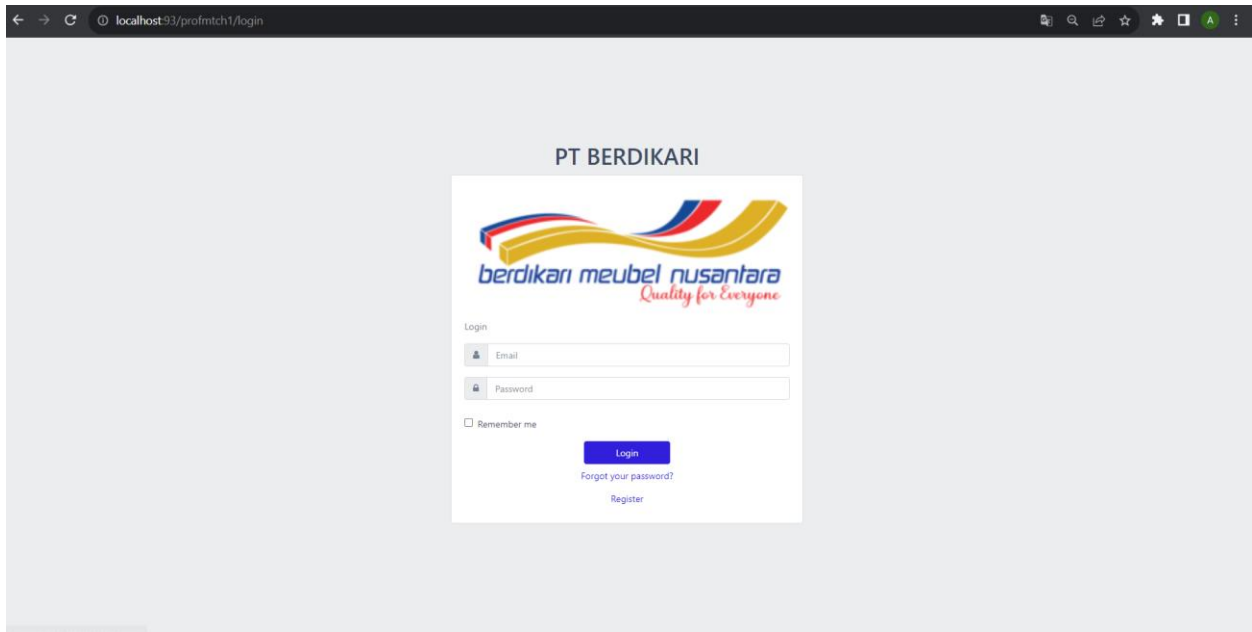 localhost:93/profmtch1/login
A
PT BERDIKARI
berdikari meubel nusantara
Quality for Everyone
Login
Email
Password
Remember me
Login
Forgot your password?
Register